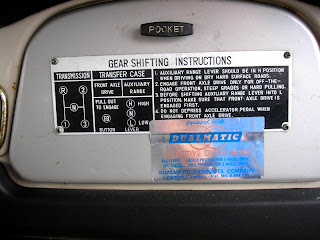 POCKET
GEAR SHIFTING INSTRUCTIONS
TRANSMISSION
R 2
N
1 3
TRANSFER CASE
FRONT AXLE DRIVE
AUXILIARY RANGE
PULL OUT
TO ENGAGE
BUTTON
H HIGH
N
L LOW
LEVER
1. AUXILIARY RANGE LEVER SHOULD BE IN H POSITION
WHEN DRIVING ON DRY HARD SURFACE ROADS.
2. ENGAGE FRONT AXLE DRIVE ONLY FOR OFF-THE-
ROAD OPERATION, STEEP GRADES OR HARD PULLING.
3. BEFORE SHIFTING AUXILIARY RANGE LEVER INTO L
POSITION MAKE SURE THAT FRONT AXLE DRIVE IS
ENGAGED FIRST.
4. DO NOT DEPRESS ACCELERATOR PEDAL WHEN
ENGAGING FRONT AXLE DRIVE.
Equipped With
DUALMATIC
DUALMATIC PRODUCTS COMPANY